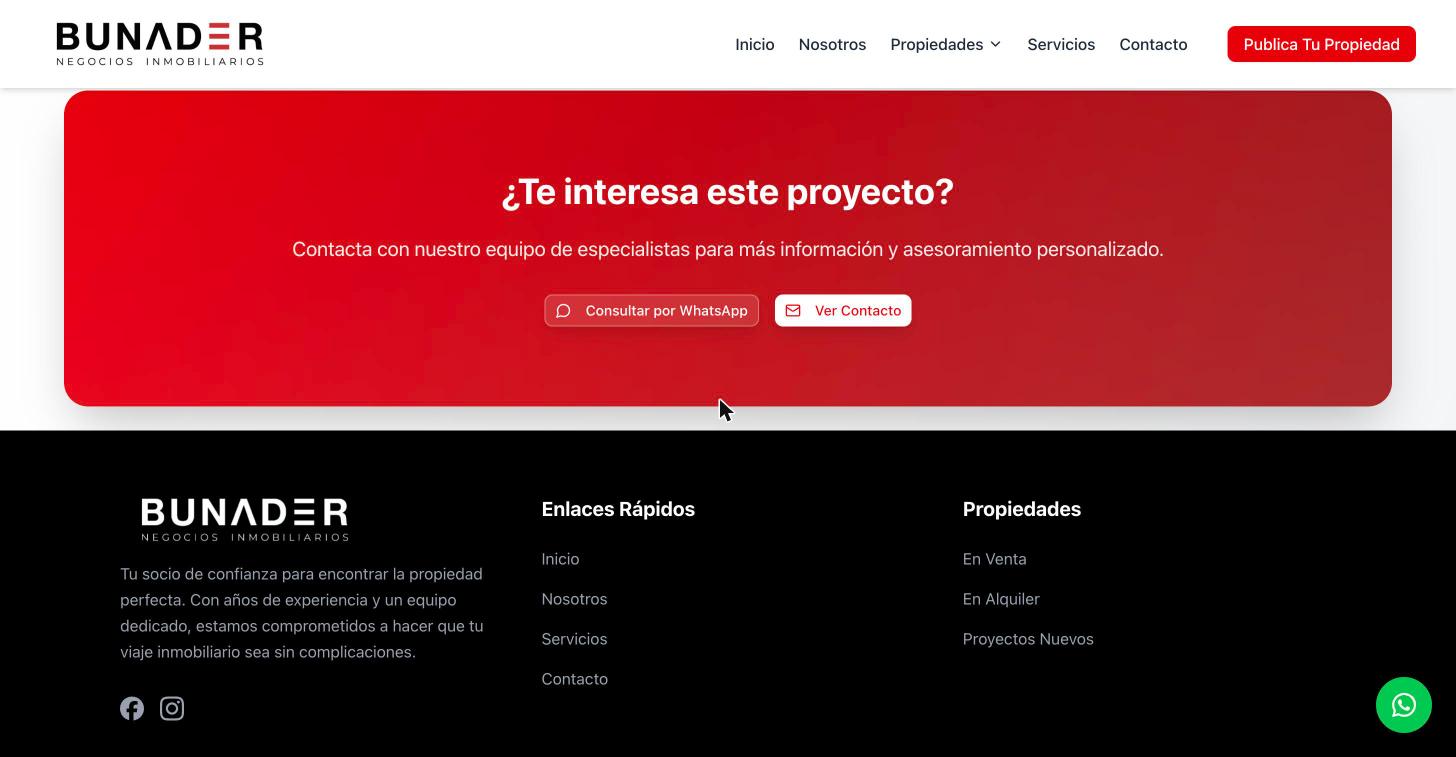 BUNADER
NEGOCIOS INMOBILIARIOS
Inicio
Nosotros
Propiedades
Servicios
Contacto
Publica Tu Propiedad
¿Te interesa este proyecto?
Contacta con nuestro equipo de especialistas para más información y asesoramiento personalizado.
Consultar por WhatsApp
Ver Contacto
BUNADER
NEGOCIOS INMOBILIARIOS
Tu socio de confianza para encontrar la propiedad
perfecta. Con años de experiencia y un equipo
dedicado, estamos comprometidos a hacer que tu
viaje inmobiliario sea sin complicaciones.
Enlaces Rápidos
Inicio
Nosotros
Servicios
Contacto
Propiedades
En Venta
En Alquiler
Proyectos Nuevos